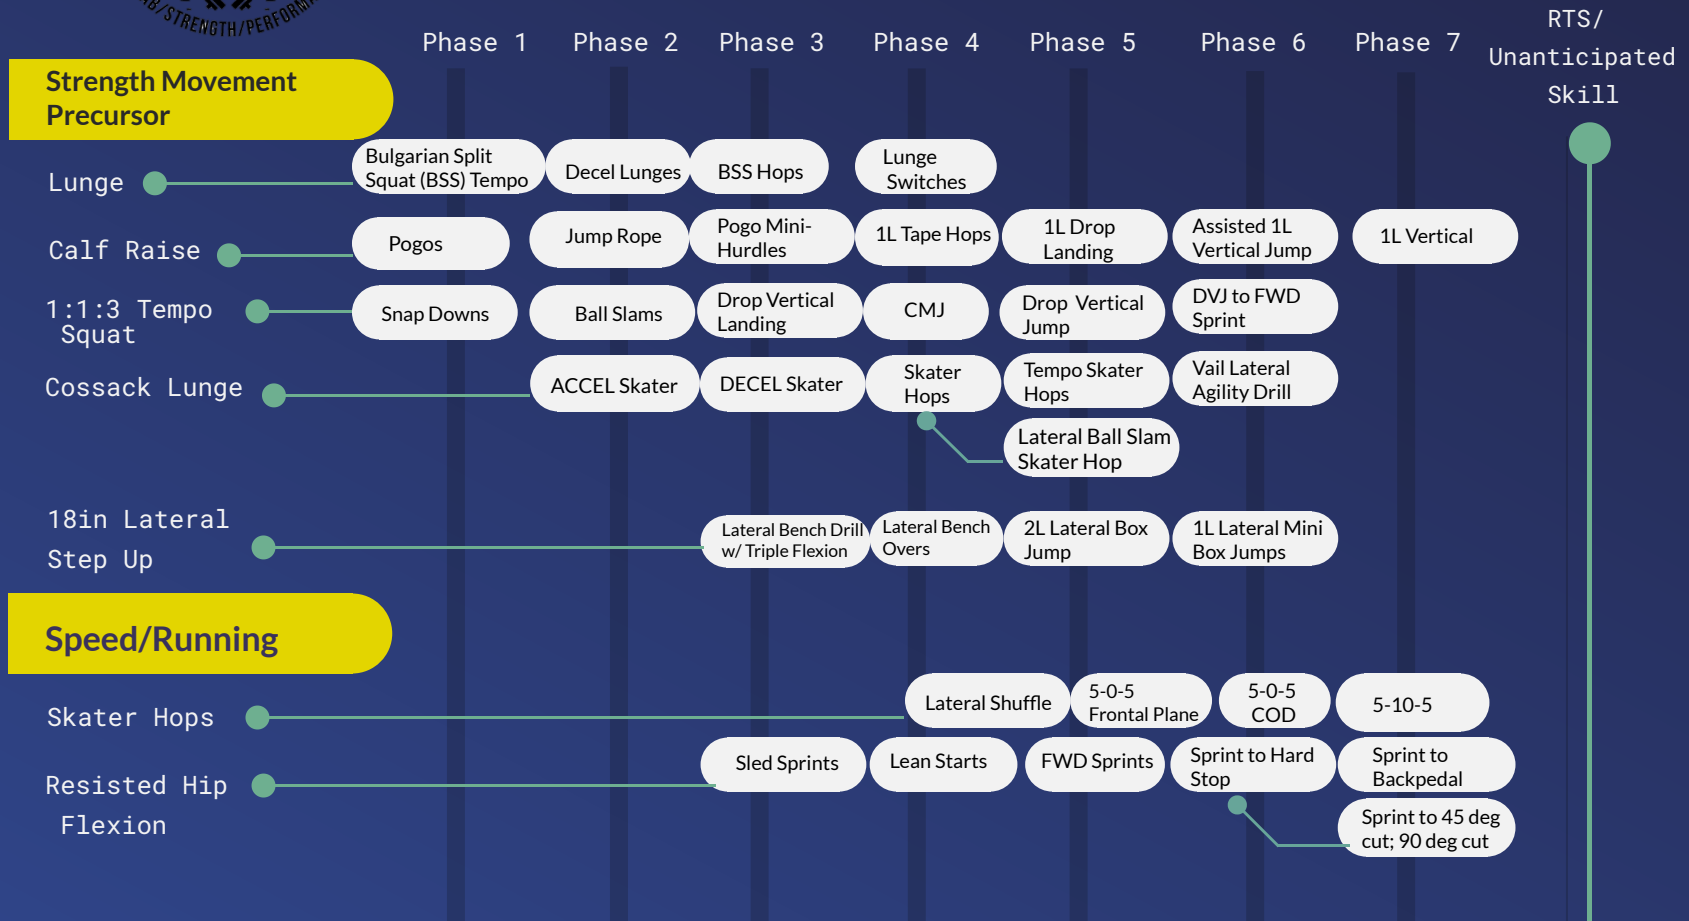 AB/STRENGTH/PERFORMA
Phase 1
Phase 2
Phase 3
Phase 4
Phase 5
Phase 6
Phase 7
RTS/
Unanticipated
Skill
Strength Movement
Precursor
Lunge
Bulgarian Split
Squat (BSS) Tempo
Decel Lunges
BSS Hops
Lunge
Switches
Calf Raise
Pogos
Jump Rope
Pogo Mini-
Hurdles
1L Tape Hops
1L Drop
Landing
Assisted 1L
Vertical Jump
1L Vertical
1:1:3 Tempo
Squat
Snap Downs
Ball Slams
Drop Vertical
Landing
CMJ
Drop Vertical
Jump
DVJ to FWD
Sprint
Cossack Lunge
ACCEL Skater
DECEL Skater
Skater
Hops
Tempo Skater
Hops
Vail Lateral
Agility Drill
Lateral Ball Slam
Skater Hop
18in Lateral
Step Up
Lateral Bench Drill
w/ Triple Flexion
Lateral Bench
Overs
2L Lateral Box
Jump
1L Lateral Mini
Box Jumps
Speed/Running
Skater Hops
Lateral Shuffle
5-0-5
Frontal Plane
5-0-5
COD
5-10-5
Resisted Hip
Flexion
Sled Sprints
Lean Starts
FWD Sprints
Sprint to Hard
Stop
Sprint to
Backpedal
Sprint to 45 deg
cut; 90 deg cut